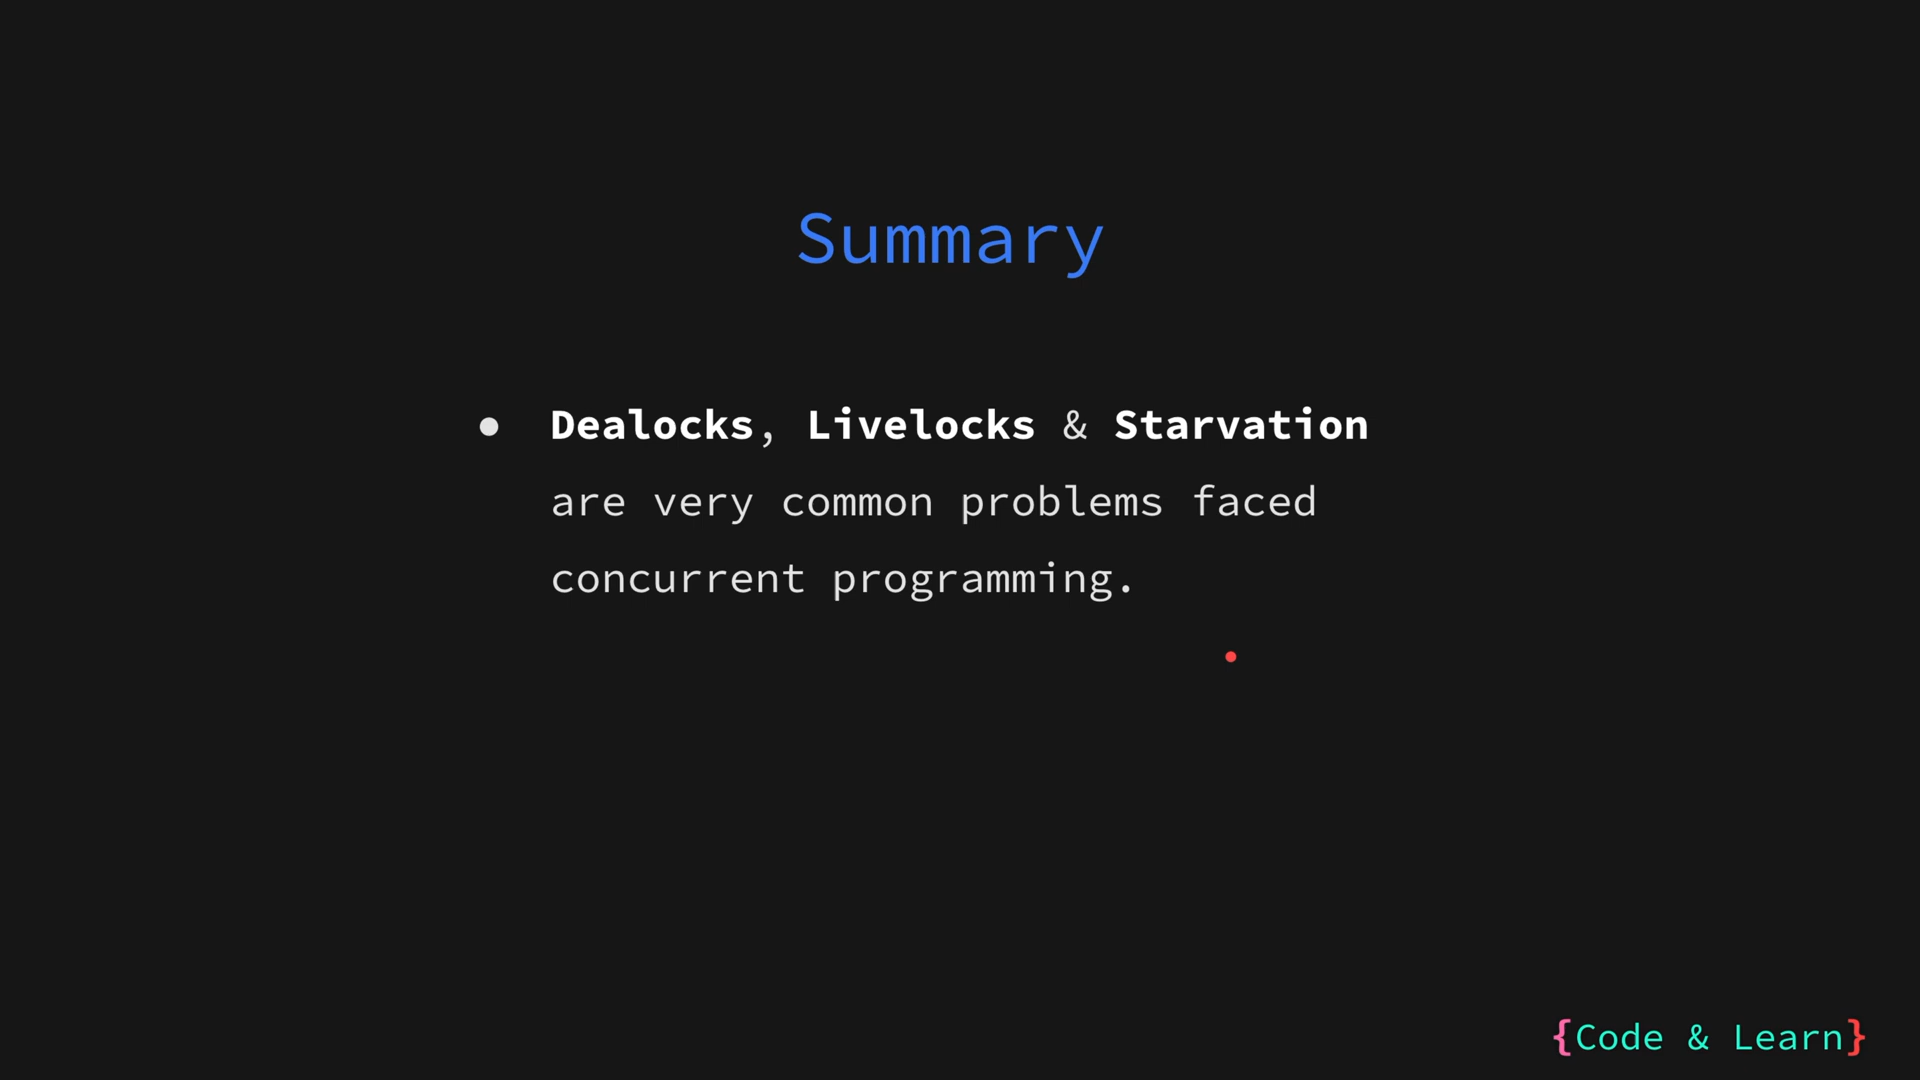 Summary
● Dealocks, Livelocks & Starvation
are very common problems faced
concurrent programming.
{Code & Learn}